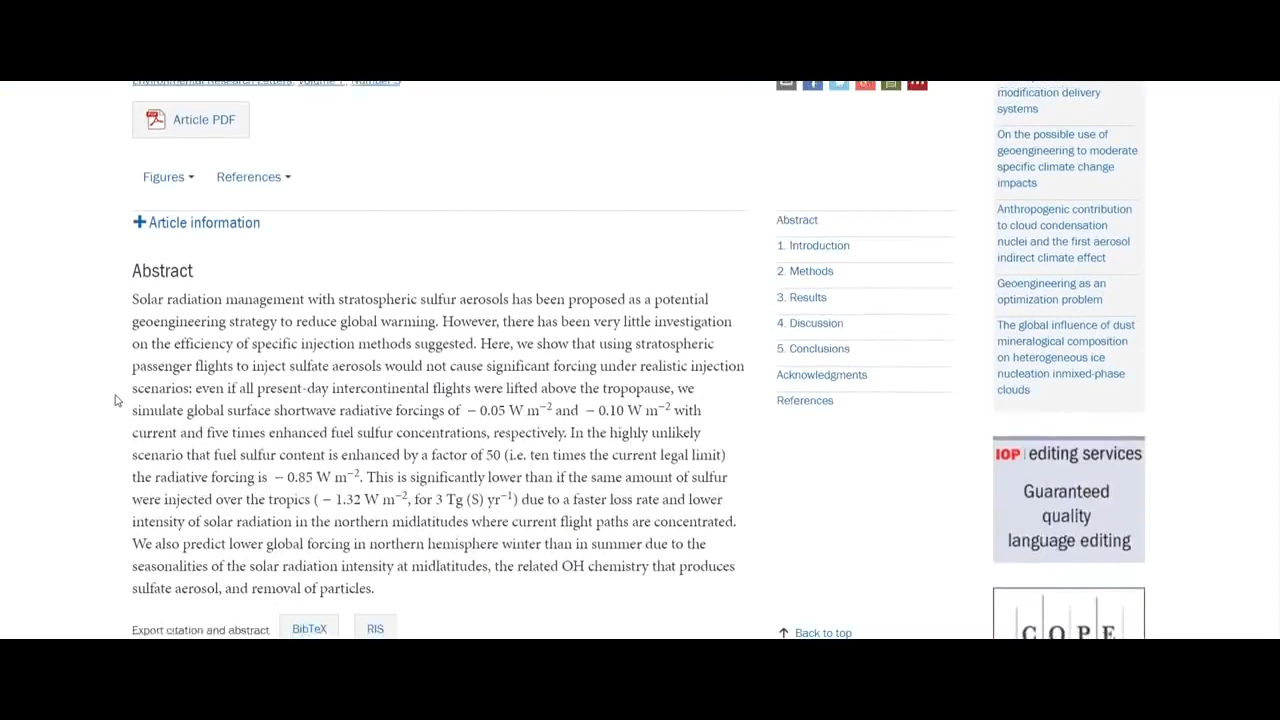 Environmental Research Letters, Volume 7, Number 3
Article PDF
Figures
References
Article information
Abstract
Solar radiation management with stratospheric sulfur aerosols has been proposed as a potential
geoengineering strategy to reduce global warming. However, there has been very little investigation
on the efficiency of specific injection methods suggested. Here, we show that using stratospheric
passenger flights to inject sulfate aerosols would not cause significant forcing under realistic injection
scenarios: even if all present-day intercontinental flights were lifted above the tropopause, we
simulate global surface shortwave radiative forcings of − 0.05 W m−2 and − 0.10 W m−2 with
current and five times enhanced fuel sulfur concentrations, respectively. In the highly unlikely
scenario that fuel sulfur content is enhanced by a factor of 50 (i.e. ten times the current legal limit)
the radiative forcing is − 0.85 W m−2. This is significantly lower than if the same amount of sulfur
were injected over the tropics ( − 1.32 W m−2, for 3 Tg (S) yr−1) due to a faster loss rate and lower
intensity of solar radiation in the northern midlatitudes where current flight paths are concentrated.
We also predict lower global forcing in northern hemisphere winter than in summer due to the
seasonalities of the solar radiation intensity at midlatitudes, the related OH chemistry that produces
sulfate aerosol, and removal of particles.
Export citation and abstract
BibTeX
RIS
Abstract
1. Introduction
2. Methods
3. Results
4. Discussion
5. Conclusions
Acknowledgments
References
Back to top
modification delivery
systems
On the possible use of
geoengineering to moderate
specific climate change
impacts
Anthropogenic contribution
to cloud condensation
nuclei and the first aerosol
indirect climate effect
Geoengineering as an
optimization problem
The global influence of dust
mineralogical composition
on heterogeneous ice
nucleation inmixed-phase
clouds
IOP editing services
Guaranteed
quality
language editing
COPE